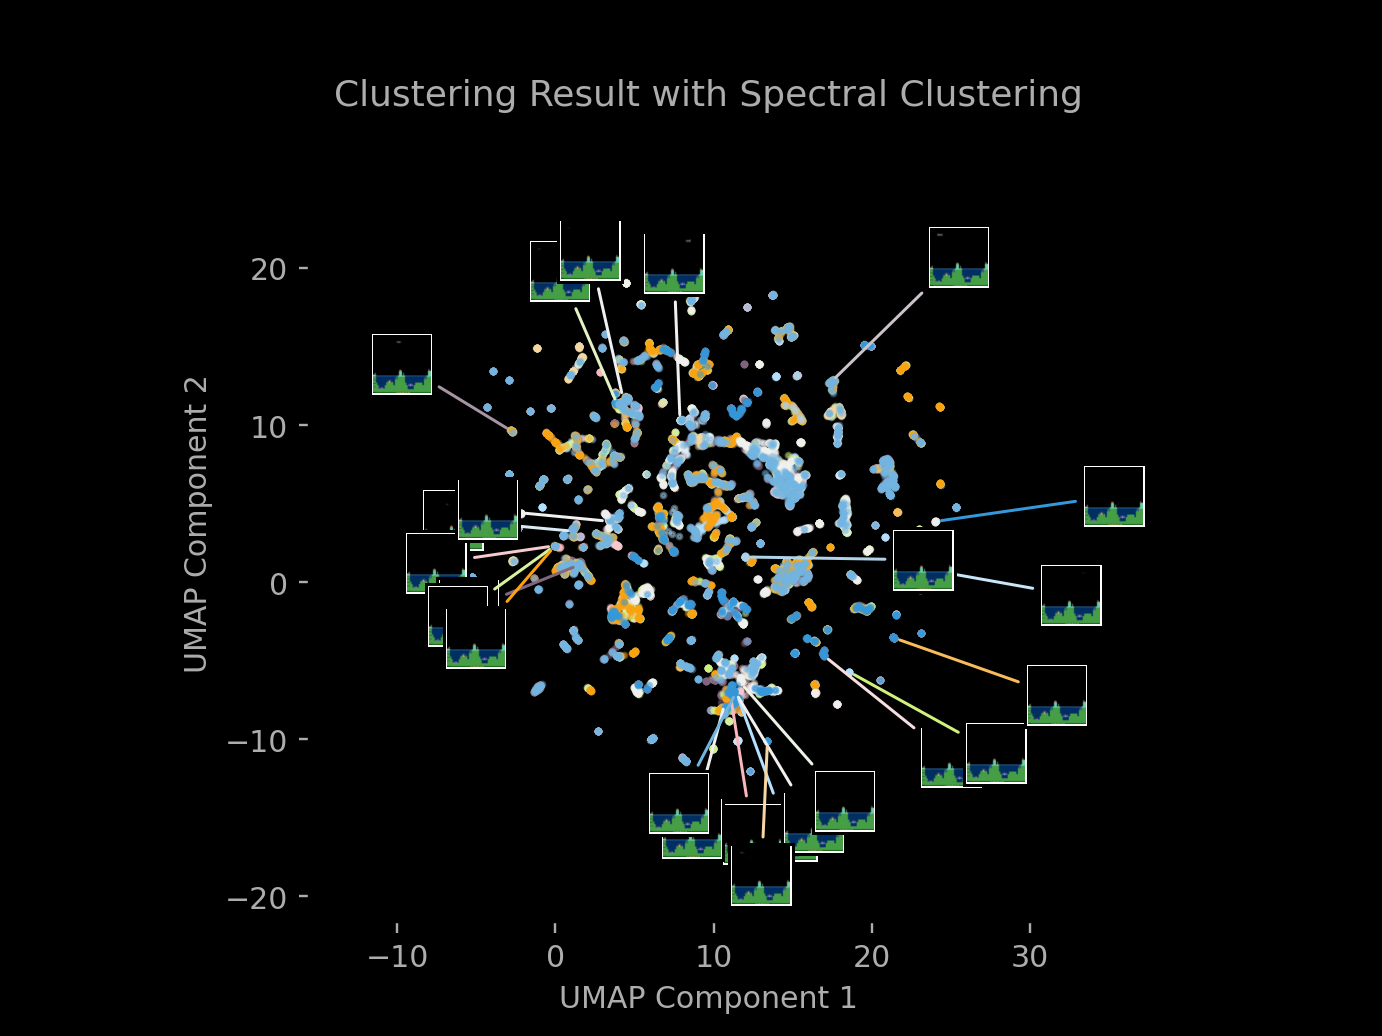 Clustering Result with Spectral Clustering
UMAP Component 2
20
10
0
−10
−20
−10 0 10 20 30
UMAP Component 1